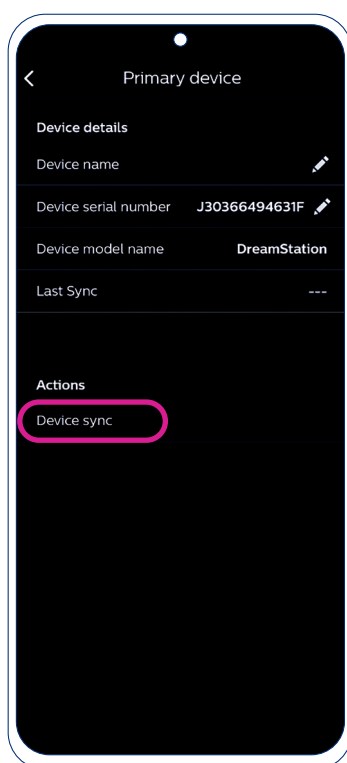 Primary device
Device details
Device name
Device serial number J30366494631F
Device model name DreamStation
Last Sync ---
Actions
Device sync